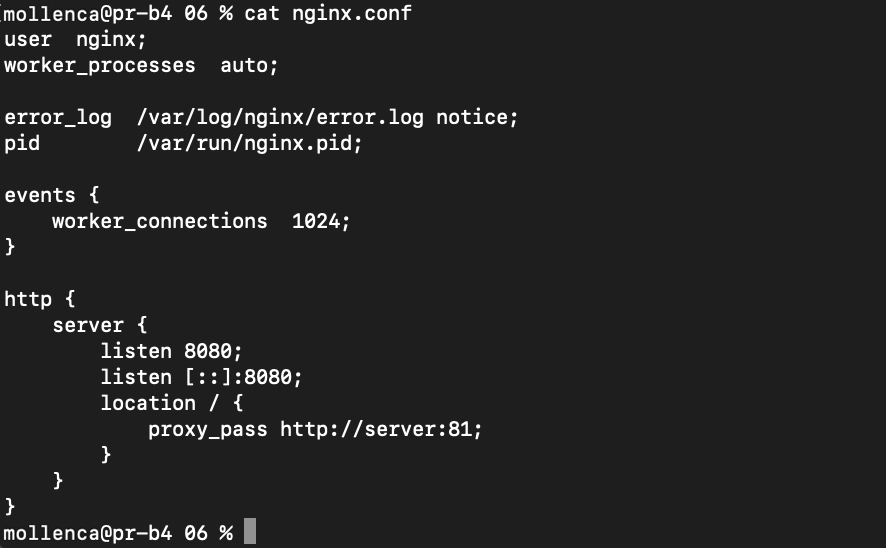 [mollenca@pr-b4 06 % cat nginx.conf
user  nginx;
worker_processes  auto;

error_log  /var/log/nginx/error.log notice;
pid        /var/run/nginx.pid;

events {
    worker_connections  1024;
}

http {
    server {
        listen 8080;
        listen [::]:8080;
        location / {
            proxy_pass http://server:81;
        }
    }
}
mollenca@pr-b4 06 %